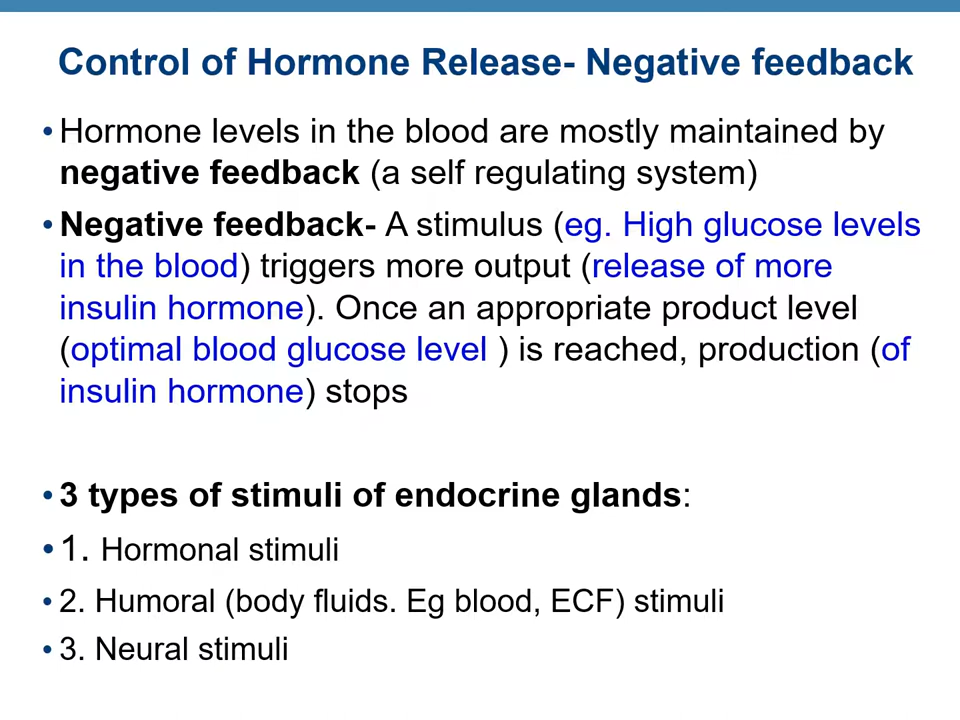 Control of Hormone Release- Negative feedback
• Hormone levels in the blood are mostly maintained by
negative feedback (a self regulating system)
• Negative feedback- A stimulus (eg. High glucose levels
in the blood) triggers more output (release of more
insulin hormone). Once an appropriate product level
(optimal blood glucose level ) is reached, production (of
insulin hormone) stops
• 3 types of stimuli of endocrine glands:
• 1. Hormonal stimuli
• 2. Humoral (body fluids. Eg blood, ECF) stimuli
• 3. Neural stimuli